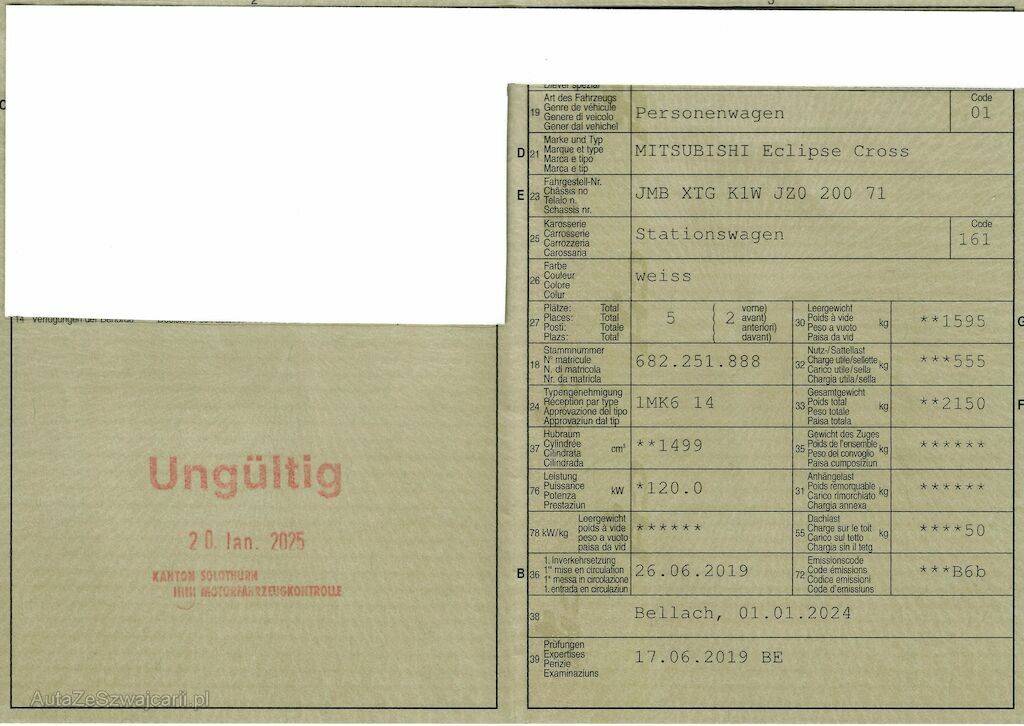 2
3
C
Diever spezial
19 Art des Fahrzeugs
Genre de véhicule
Genere di veicolo
Gener dal vehichel
Personenwagen
Code
01
D 21 Marke und Typ
Marque et type
Marca e tipo
Marca e tip
MITSUBISHI Eclipse Cross
E 23 Fahrgestell-Nr.
Châssis no
Telaio n.
Schassis nr.
JMB XTG K1W JZ0 200 71
25 Karosserie
Carrosserie
Carrozzeria
Carossaria
Stationswagen
Code
161
26 Farbe
Couleur
Colore
Colur
weiss
27 Plätze: Total
Places: Total
Posti: Totale
Plazs: Total
5 ( 2 vorne)
avant)
anteriori)
davant)
30 Leergewicht
Poids à vide
Peso a vuoto
Paisa da vid
kg
**1595
G
18 Stammnummer
N° matricule
N. di matricola
Nr. da matricla
682.251.888
32 Nutz-/Sattellast
Charge utile/sellette
Carico utile/sella
Chargia utila/sella
kg
***555
24 Typengenehmigung
Réception par type
Approvazione del tipo
Approvaziun dal tip
1MK6 14
33 Gesamtgewicht
Poids total
Peso totale
Paisa totala
kg
**2150
F
37 Hubraum
Cylindrée
Cilindrata
Cilindrada
cm³
**1499
35 Gewicht des Zuges
Poids de l'ensemble
Peso del convoglio
Paisa cumposiziun
kg
******
76 Leistung
Puissance
Potenza
Prestaziun
kW
*120.0
31 Anhängelast
Poids remorquable
Carico rimorchiato
Chargia annexa
kg
******
78 kW/kg Leergewicht
poids à vide
peso a vuoto
paisa da vid
******
55 Dachlast
Charge sur le toit
Carico sul tetto
Chargia sin il tetg
kg
****50
B 36 1. Inverkehrsetzung
1re mise en circulation
1a messa in circolazione
1. entrada en circulaziun
26.06.2019
72 Emissionscode
Code émissions
Codice emissioni
Code d'emissiuns
***B6b
38 Bellach, 01.01.2024
39 Prüfungen
Expertises
Perizie
Examinaziuns
17.06.2019 BE
14 Verfügungen der Behörde
Ungültig
20. Jan. 2025
KANTON SOLOTHURN
MOTORFAHRZEUGKONTROLLE
AutaZeSzwajcarii.pl